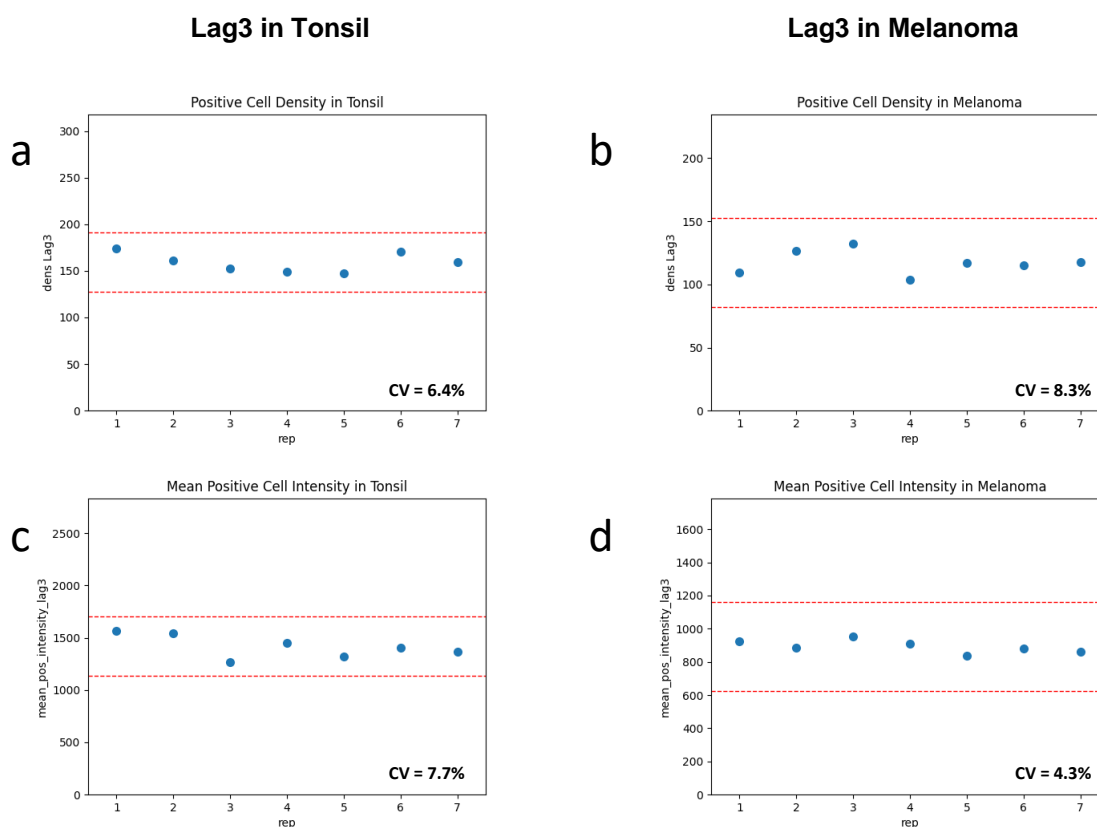 Lag3 in Tonsil
Lag3 in Melanoma
a
Positive Cell Density in Tonsil
dens Lag3
300
250
200
150
100
50
0
CV = 6.4%
1 2 3 4 5 6 7
rep
b
Positive Cell Density in Melanoma
dens Lag3
200
150
100
50
0
CV = 8.3%
1 2 3 4 5 6 7
rep
c
Mean Positive Cell Intensity in Tonsil
mean_pos_intensity_lag3
2500
2000
1500
1000
500
0
CV = 7.7%
1 2 3 4 5 6 7
rep
d
Mean Positive Cell Intensity in Melanoma
mean_pos_intensity_lag3
1600
1400
1200
1000
800
600
400
200
0
CV = 4.3%
1 2 3 4 5 6 7
rep